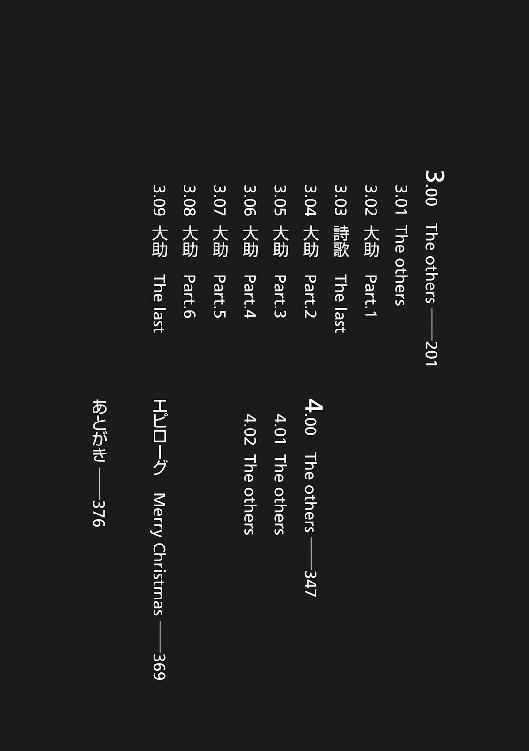 3.00 The others ——201
3.01 The others
3.02 大助 Part.1
3.03 詩歌 The last
3.04 大助 Part.2
3.05 大助 Part.3
3.06 大助 Part.4
3.07 大助 Part.5
3.08 大助 Part.6
3.09 大助 The last
4.00 The others ——347
4.01 The others
4.02 The others
エピローグ Merry Christmas ——369
あとがき ——376